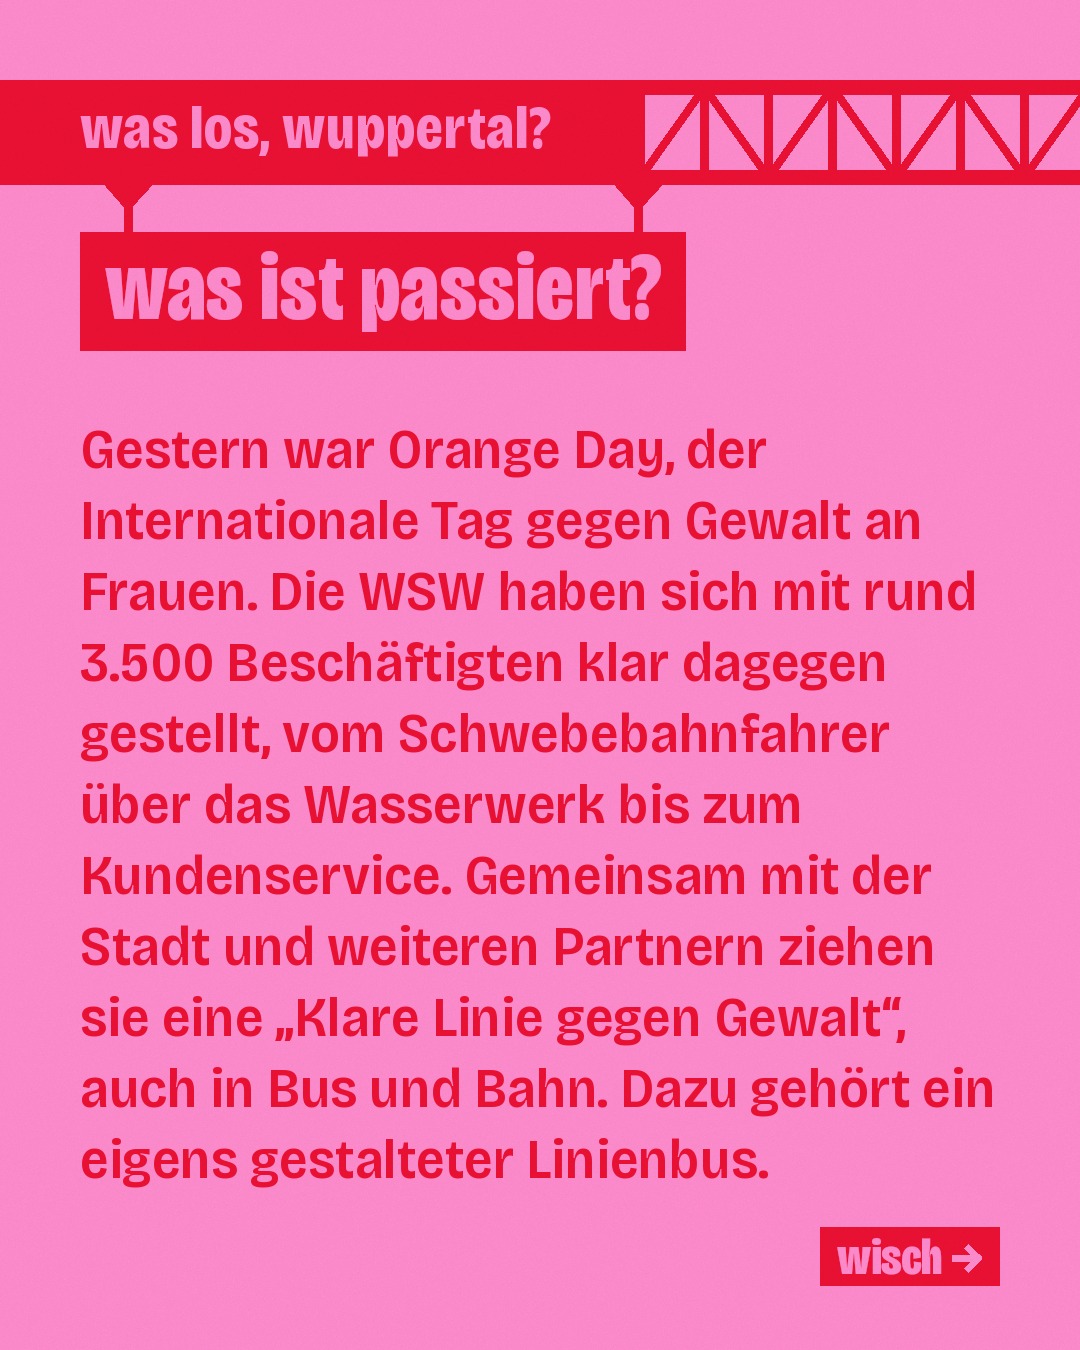 was los, wuppertal?
was ist passiert?
Gestern war Orange Day, der
Internationale Tag gegen Gewalt an
Frauen. Die WSW haben sich mit rund
3.500 Beschäftigten klar dagegen
gestellt, vom Schwebebahnfahrer
über das Wasserwerk bis zum
Kundenservice. Gemeinsam mit der
Stadt und weiteren Partnern ziehen
sie eine „Klare Linie gegen Gewalt“,
auch in Bus und Bahn. Dazu gehört ein
eigens gestalteter Linienbus.
wisch →